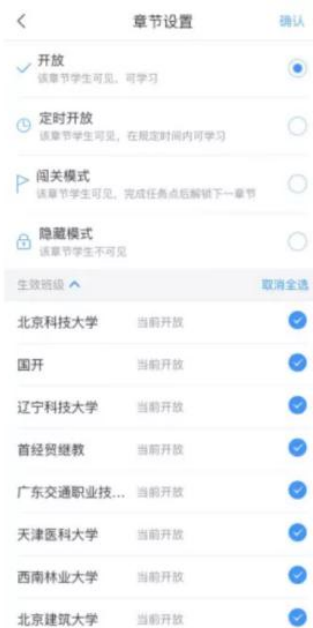 章节设置
确认
开放
该章节学生可见，可学习
定时开放
该章节学生可见，在规定时间内可学习
闯关模式
该章节学生可见，完成任务点后解锁下一章节
隐藏模式
该章节学生不可见
生效班级
取消全选
北京科技大学 当前开放
国开 当前开放
辽宁科技大学 当前开放
首经贸继教 当前开放
广东交通职业技... 当前开放
天津医科大学 当前开放
西南林业大学 当前开放
北京建筑大学 当前开放